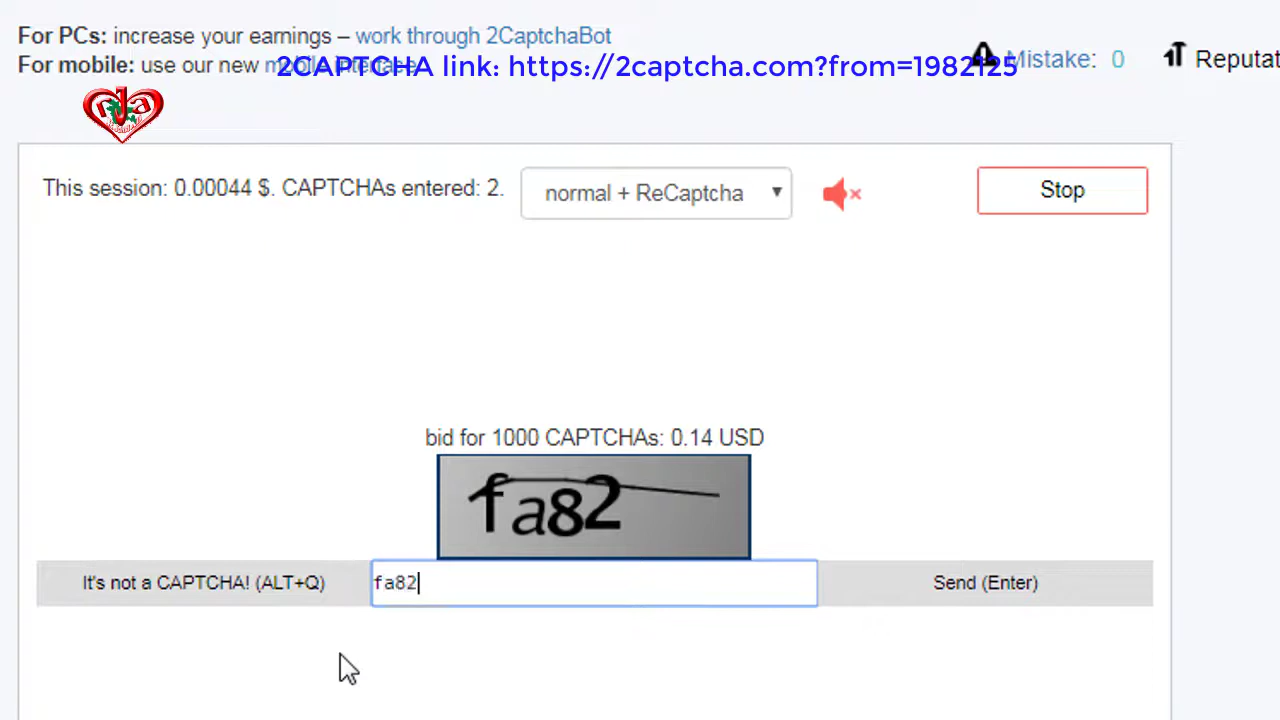 For PCs: increase your earnings – work through 2CaptchaBot
For mobile: use our new mobile interface
2CAPTCHA link: https://2captcha.com?from=1982125
Mistake: 0
Reputat
This session: 0.00044 $. CAPTCHAs entered: 2.
normal + ReCaptcha
Stop
bid for 1000 CAPTCHAs: 0.14 USD
fa82
It's not a CAPTCHA! (ALT+Q)
fa82
Send (Enter)